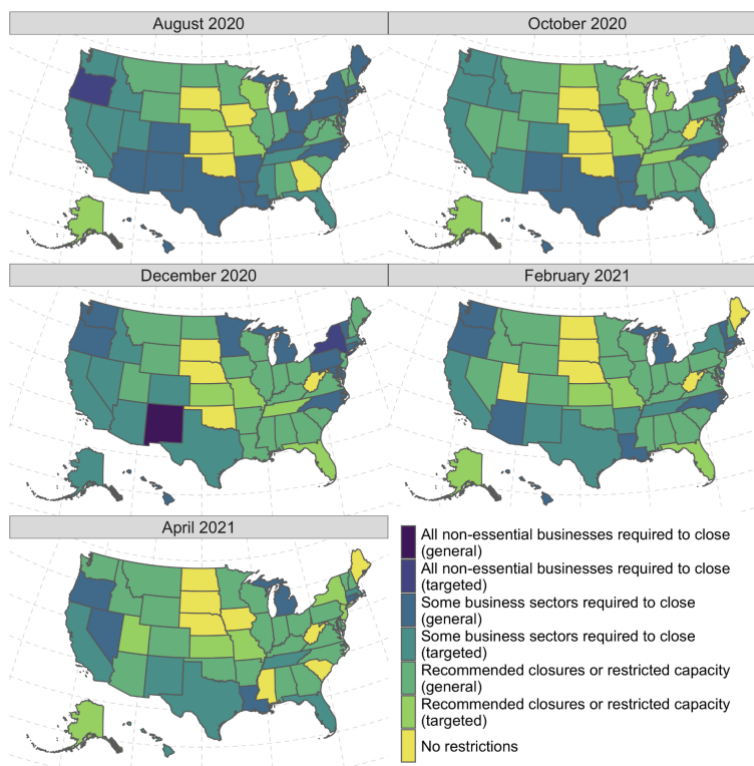 August 2020
October 2020
December 2020
February 2021
April 2021
All non-essential businesses required to close
(general)
All non-essential businesses required to close
(targeted)
Some business sectors required to close
(general)
Some business sectors required to close
(targeted)
Recommended closures or restricted capacity
(general)
Recommended closures or restricted capacity
(targeted)
No restrictions